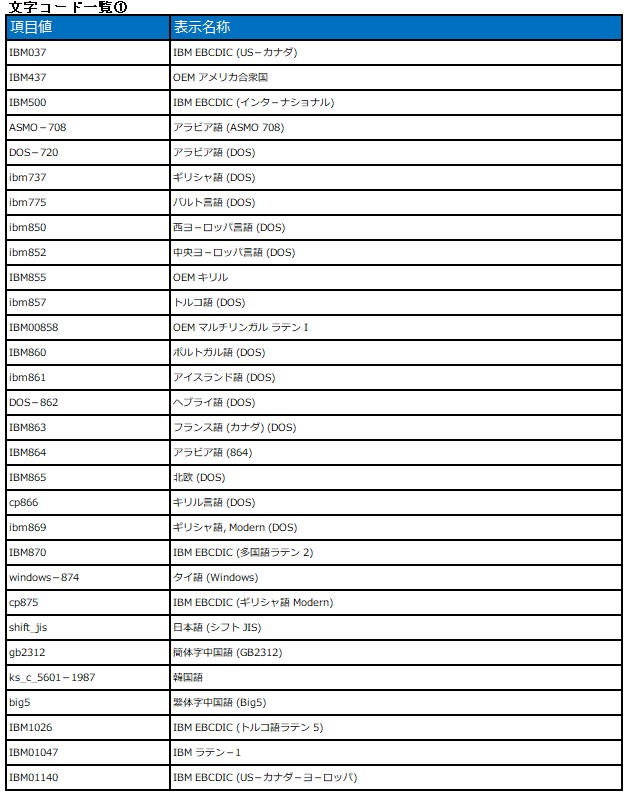 文字コード一覧①
項目値 表示名称
IBM037 IBM EBCDIC (US－カナダ)
IBM437 OEM アメリカ合衆国
IBM500 IBM EBCDIC (インターナショナル)
ASMO－708 アラビア語 (ASMO 708)
DOS－720 アラビア語 (DOS)
ibm737 ギリシャ語 (DOS)
ibm775 バルト言語 (DOS)
ibm850 西ヨーロッパ言語 (DOS)
ibm852 中央ヨーロッパ言語 (DOS)
IBM855 OEM キリル
ibm857 トルコ語 (DOS)
IBM00858 OEM マルチリンガル ラテン I
IBM860 ポルトガル語 (DOS)
ibm861 アイスランド語 (DOS)
DOS－862 ヘブライ語 (DOS)
IBM863 フランス語 (カナダ) (DOS)
IBM864 アラビア語 (864)
IBM865 北欧 (DOS)
cp866 キリル言語 (DOS)
ibm869 ギリシャ語, Modern (DOS)
IBM870 IBM EBCDIC (多国語ラテン 2)
windows－874 タイ語 (Windows)
cp875 IBM EBCDIC (ギリシャ語 Modern)
shift_jis 日本語 (シフト JIS)
gb2312 簡体字中国語 (GB2312)
ks_c_5601－1987 韓国語
big5 繁体字中国語 (Big5)
IBM1026 IBM EBCDIC (トルコ語ラテン 5)
IBM01047 IBM ラテン－1
IBM01140 IBM EBCDIC (US－カナダ－ヨーロッパ)